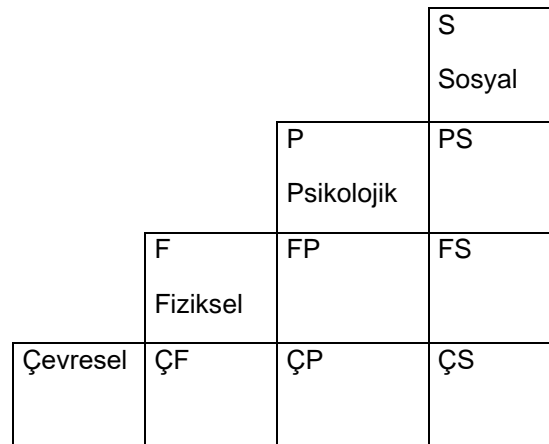 S
Sosyal
P
PS
Psikolojik
F
FP
FS
Fiziksel
Çevresel
ÇF
ÇP
ÇS